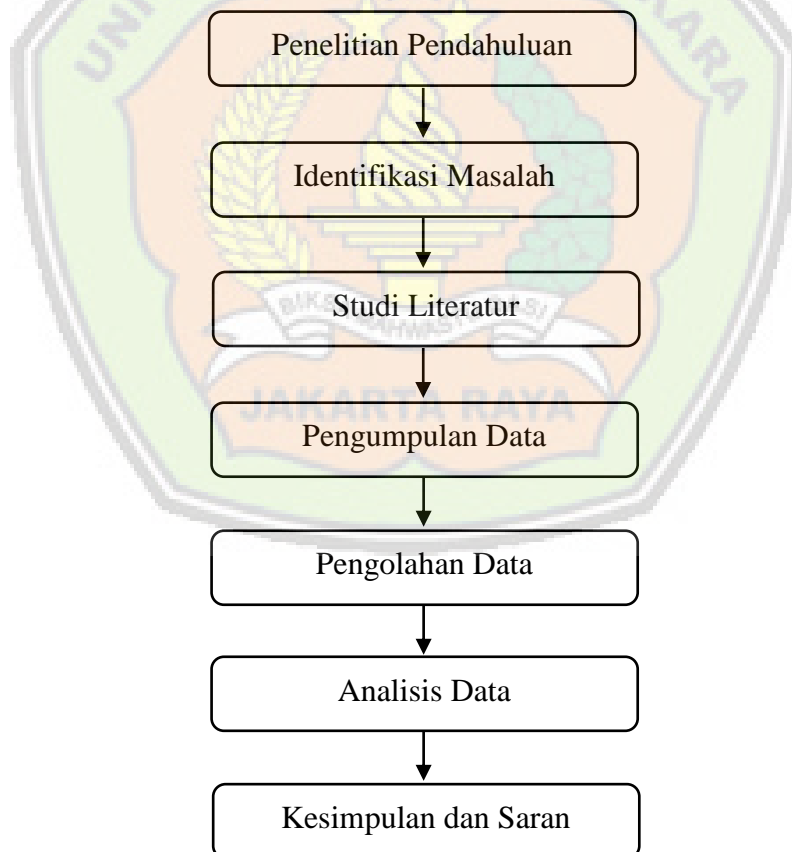 Penelitian Pendahuluan
Identifikasi Masalah
Studi Literatur
Pengumpulan Data
JAKARTA RAYA
Pengolahan Data
Analisis Data
Kesimpulan dan Saran